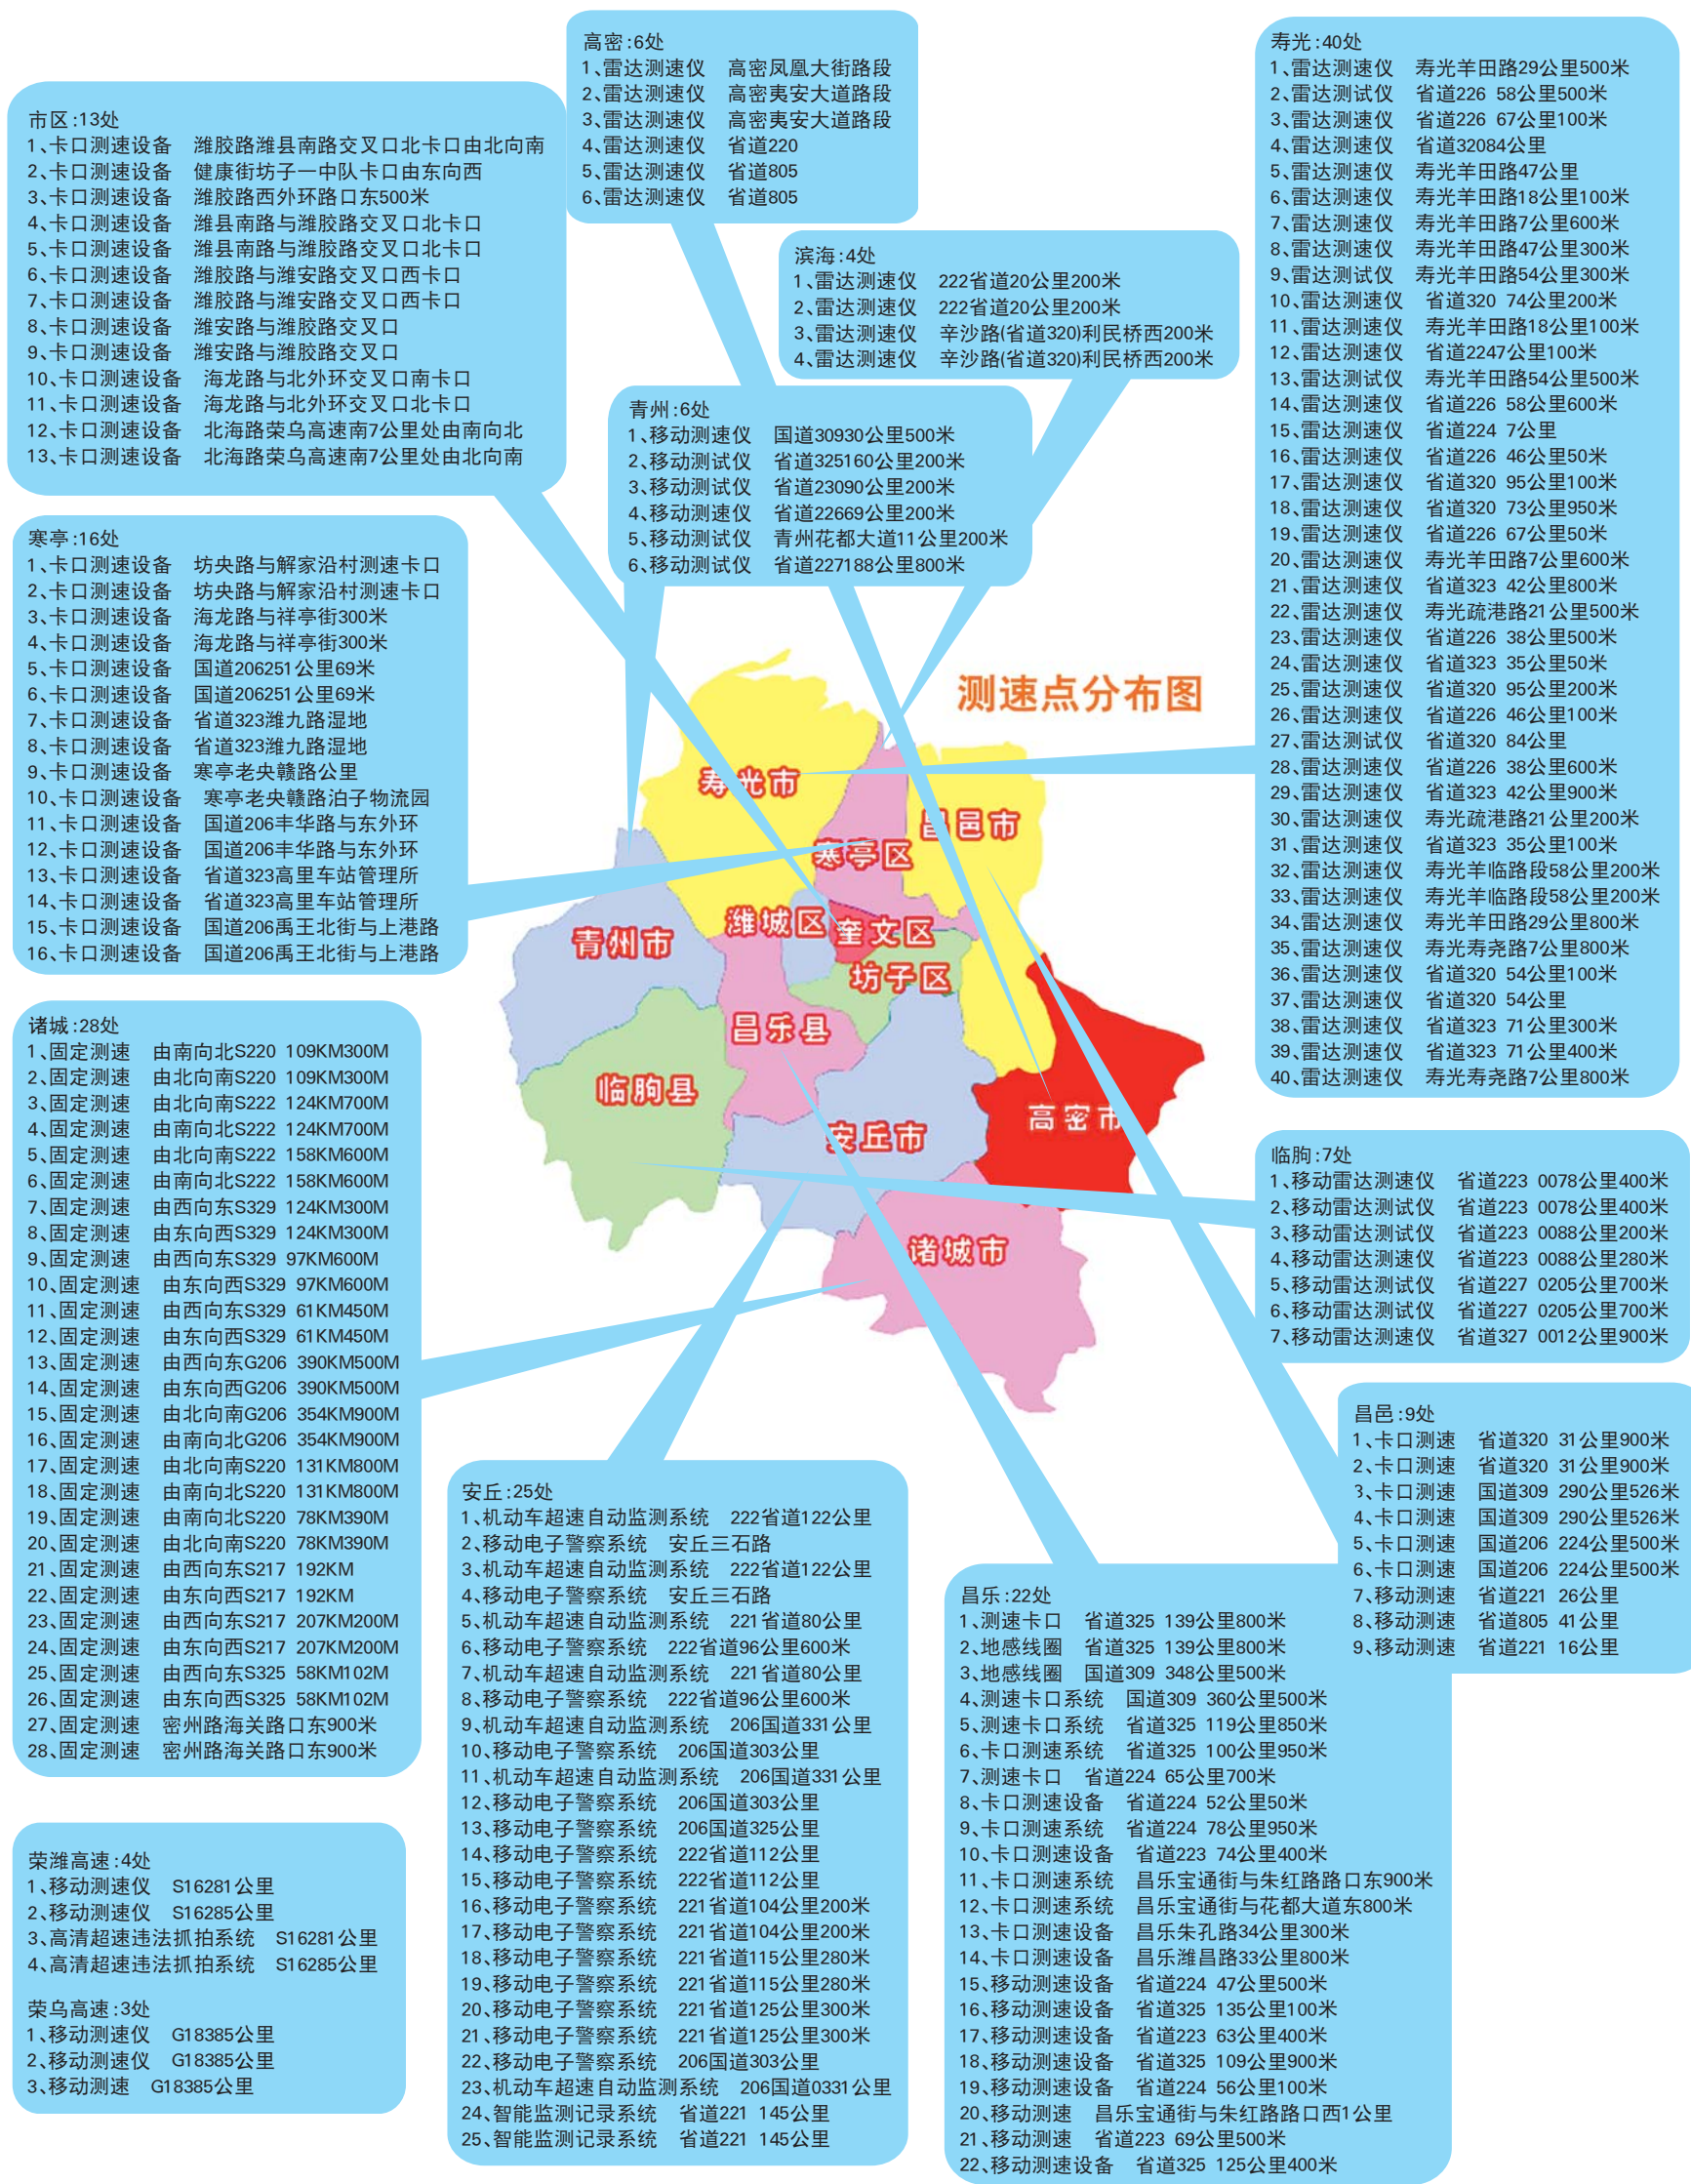 高密:6处
1、雷达测速仪　高密凤凰大街路段
2、雷达测速仪　高密夷安大道路段
3、雷达测速仪　高密夷安大道路段
4、雷达测速仪　省道220
5、雷达测速仪　省道805
6、雷达测速仪　省道805
寿光:40处
1、雷达测速仪　寿光羊田路29公里500米
2、雷达测试仪　省道226 58公里500米
3、雷达测速仪　省道226 67公里100米
4、雷达测速仪　省道32084公里
5、雷达测速仪　寿光羊田路47公里
6、雷达测速仪　寿光羊田路18公里100米
7、雷达测速仪　寿光羊田路7公里600米
8、雷达测速仪　寿光羊田路47公里300米
9、雷达测试仪　寿光羊田路54公里300米
10、雷达测速仪　省道320 74公里200米
11、雷达测速仪　寿光羊田路18公里100米
12、雷达测速仪　省道2247公里100米
13、雷达测试仪　寿光羊田路54公里500米
14、雷达测速仪　省道226 58公里600米
15、雷达测速仪　省道224 7公里
16、雷达测速仪　省道226 46公里50米
17、雷达测速仪　省道320 95公里100米
18、雷达测速仪　省道320 73公里950米
19、雷达测速仪　省道226 67公里50米
20、雷达测速仪　寿光羊田路7公里600米
21、雷达测速仪　省道323 42公里800米
22、雷达测速仪　寿光疏港路21公里500米
23、雷达测速仪　省道226 38公里500米
24、雷达测速仪　省道323 35公里50米
25、雷达测速仪　省道320 95公里200米
26、雷达测速仪　省道226 46公里100米
27、雷达测试仪　省道320 84公里
28、雷达测速仪　省道226 38公里600米
29、雷达测速仪　省道323 42公里900米
30、雷达测速仪　寿光疏港路21公里200米
31、雷达测速仪　省道323 35公里100米
32、雷达测速仪　寿光羊临路段58公里200米
33、雷达测速仪　寿光羊临路段58公里200米
34、雷达测速仪　寿光羊田路29公里800米
35、雷达测速仪　寿光寿尧路7公里800米
36、雷达测速仪　省道320 54公里100米
37、雷达测速仪　省道320 54公里
38、雷达测速仪　省道323 71公里300米
39、雷达测速仪　省道323 71公里400米
40、雷达测速仪　寿光寿尧路7公里800米
市区:13处
1、卡口测速设备　潍胶路潍县南路交叉口北卡口由北向南
2、卡口测速设备　健康街坊子一中队卡口由东向西
3、卡口测速设备　潍胶路西外环路口东500米
4、卡口测速设备　潍县南路与潍胶路交叉口北卡口
5、卡口测速设备　潍县南路与潍胶路交叉口北卡口
6、卡口测速设备　潍胶路与潍安路交叉口西卡口
7、卡口测速设备　潍胶路与潍安路交叉口西卡口
8、卡口测速设备　潍安路与潍胶路交叉口
9、卡口测速设备　潍安路与潍胶路交叉口
10、卡口测速设备　海龙路与北外环交叉口南卡口
11、卡口测速设备　海龙路与北外环交叉口北卡口
12、卡口测速设备　北海路荣乌高速南7公里处由南向北
13、卡口测速设备　北海路荣乌高速南7公里处由北向南
滨海:4处
1、雷达测速仪　222省道20公里200米
2、雷达测速仪　222省道20公里200米
3、雷达测速仪　辛沙路(省道320)利民桥西200米
4、雷达测速仪　辛沙路(省道320)利民桥西200米
青州:6处
1、移动测速仪　国道30930公里500米
2、移动测试仪　省道325160公里200米
3、移动测试仪　省道23090公里200米
4、移动测速仪　省道22669公里200米
5、移动测试仪　青州花都大道11公里200米
6、移动测试仪　省道227188公里800米
寒亭:16处
1、卡口测速设备　坊央路与解家沿村测速卡口
2、卡口测速设备　坊央路与解家沿村测速卡口
3、卡口测速设备　海龙路与祥亭街300米
4、卡口测速设备　海龙路与祥亭街300米
5、卡口测速设备　国道206251公里69米
6、卡口测速设备　国道206251公里69米
7、卡口测速设备　省道323潍九路湿地
8、卡口测速设备　省道323潍九路湿地
9、卡口测速设备　寒亭老央赣路公里
10、卡口测速设备　寒亭老央赣路泊子物流园
11、卡口测速设备　国道206丰华路与东外环
12、卡口测速设备　国道206丰华路与东外环
13、卡口测速设备　省道323高里车站管理所
14、卡口测速设备　省道323高里车站管理所
15、卡口测速设备　国道206禹王北街与上港路
16、卡口测速设备　国道206禹王北街与上港路
测速点分布图
寿光市
昌邑市
寒亭区
潍城区
奎文区
青州市
坊子区
昌乐县
临朐县
高密市
安丘市
诸城市
诸城:28处
1、固定测速　由南向北S220 109KM300M
2、固定测速　由北向南S220 109KM300M
3、固定测速　由北向南S222 124KM700M
4、固定测速　由南向北S222 124KM700M
5、固定测速　由北向南S222 158KM600M
6、固定测速　由南向北S222 158KM600M
7、固定测速　由西向东S329 124KM300M
8、固定测速　由东向西S329 124KM300M
9、固定测速　由西向东S329 97KM600M
10、固定测速　由东向西S329 97KM600M
11、固定测速　由西向东S329 61KM450M
12、固定测速　由东向西S329 61KM450M
13、固定测速　由西向东G206 390KM500M
14、固定测速　由东向西G206 390KM500M
15、固定测速　由北向南G206 354KM900M
16、固定测速　由南向北G206 354KM900M
17、固定测速　由北向南S220 131KM800M
18、固定测速　由南向北S220 131KM800M
19、固定测速　由南向北S220 78KM390M
20、固定测速　由北向南S220 78KM390M
21、固定测速　由西向东S217 192KM
22、固定测速　由东向西S217 192KM
23、固定测速　由西向东S217 207KM200M
24、固定测速　由东向西S217 207KM200M
25、固定测速　由西向东S325 58KM102M
26、固定测速　由东向西S325 58KM102M
27、固定测速　密州路海关路口东900米
28、固定测速　密州路海关路口东900米
临朐:7处
1、移动雷达测速仪　省道223 0078公里400米
2、移动雷达测试仪　省道223 0078公里400米
3、移动雷达测试仪　省道223 0088公里200米
4、移动雷达测速仪　省道223 0088公里280米
5、移动雷达测试仪　省道227 0205公里700米
6、移动雷达测试仪　省道227 0205公里700米
7、移动雷达测速仪　省道327 0012公里900米
昌邑:9处
1、卡口测速　省道320 31公里900米
2、卡口测速　省道320 31公里900米
3、卡口测速　国道309 290公里526米
4、卡口测速　国道309 290公里526米
5、卡口测速　国道206 224公里500米
6、卡口测速　国道206 224公里500米
7、移动测速　省道221 26公里
8、移动测速　省道805 41公里
9、移动测速　省道221 16公里
安丘:25处
1、机动车超速自动监测系统　222省道122公里
2、移动电子警察系统　安丘三石路
3、机动车超速自动监测系统　222省道122公里
4、移动电子警察系统　安丘三石路
5、机动车超速自动监测系统　221省道80公里
6、移动电子警察系统　222省道96公里600米
7、机动车超速自动监测系统　221省道80公里
8、移动电子警察系统　222省道96公里600米
9、机动车超速自动监测系统　206国道331公里
10、移动电子警察系统　206国道303公里
11、机动车超速自动监测系统　206国道331公里
12、移动电子警察系统　206国道303公里
13、移动电子警察系统　206国道325公里
14、移动电子警察系统　222省道112公里
15、移动电子警察系统　222省道112公里
16、移动电子警察系统　221省道104公里200米
17、移动电子警察系统　221省道104公里200米
18、移动电子警察系统　221省道115公里280米
19、移动电子警察系统　221省道115公里280米
20、移动电子警察系统　221省道125公里300米
21、移动电子警察系统　221省道125公里300米
22、移动电子警察系统　206国道303公里
23、机动车超速自动监测系统　206国道0331公里
24、智能监测记录系统　省道221 145公里
25、智能监测记录系统　省道221 145公里
昌乐:22处
1、测速卡口　省道325 139公里800米
2、地感线圈　省道325 139公里800米
3、地感线圈　国道309 348公里500米
4、测速卡口系统　国道309 360公里500米
5、测速卡口系统　省道325 119公里850米
6、卡口测速系统　省道325 100公里950米
7、测速卡口　省道224 65公里700米
8、卡口测速设备　省道224 52公里50米
9、卡口测速系统　省道224 78公里950米
10、卡口测速设备　省道223 74公里400米
11、卡口测速系统　昌乐宝通街与朱红路路口东900米
12、卡口测速系统　昌乐宝通街与花都大道东800米
13、卡口测速设备　昌乐朱孔路34公里300米
14、卡口测速设备　昌乐潍昌路33公里800米
15、移动测速设备　省道224 47公里500米
16、移动测速设备　省道325 135公里100米
17、移动测速设备　省道223 63公里400米
18、移动测速设备　省道325 109公里900米
19、移动测速设备　省道224 56公里100米
20、移动测速　昌乐宝通街与朱红路路口西1公里
21、移动测速　省道223 69公里500米
22、移动测速设备　省道325 125公里400米
荣潍高速:4处
1、移动测速仪　S16281公里
2、移动测速仪　S16285公里
3、高清超速违法抓拍系统　S16281公里
4、高清超速违法抓拍系统　S16285公里
荣乌高速:3处
1、移动测速仪　G18385公里
2、移动测速仪　G18385公里
3、移动测速　G18385公里